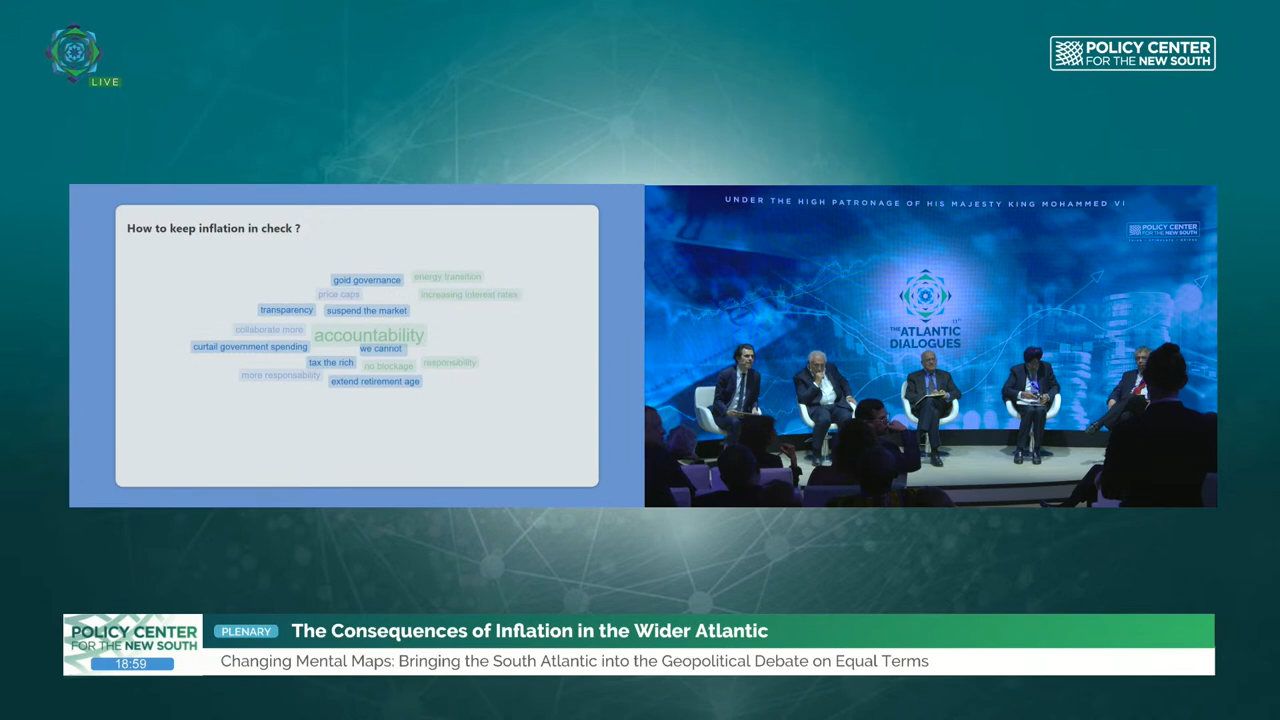 LIVE
POLICY CENTER
FOR THE NEW SOUTH
How to keep inflation in check ?
goid governance
energy transition
price caps
increasing interest rates
transparency
suspend the market
collaborate more
accountability
curtail government spending
we cannot
tax the rich
no blockage
responsibility
more responsability
extend retirement age
UNDER THE HIGH PATRONAGE OF HIS MAJESTY KING MOHAMMED VI
POLICY CENTER
FOR THE NEW SOUTH
THE ATLANTIC
DIALOGUES
POLICY CENTER
FOR THE NEW SOUTH
18:59
PLENARY
The Consequences of Inflation in the Wider Atlantic
Changing Mental Maps: Bringing the South Atlantic into the Geopolitical Debate on Equal Terms